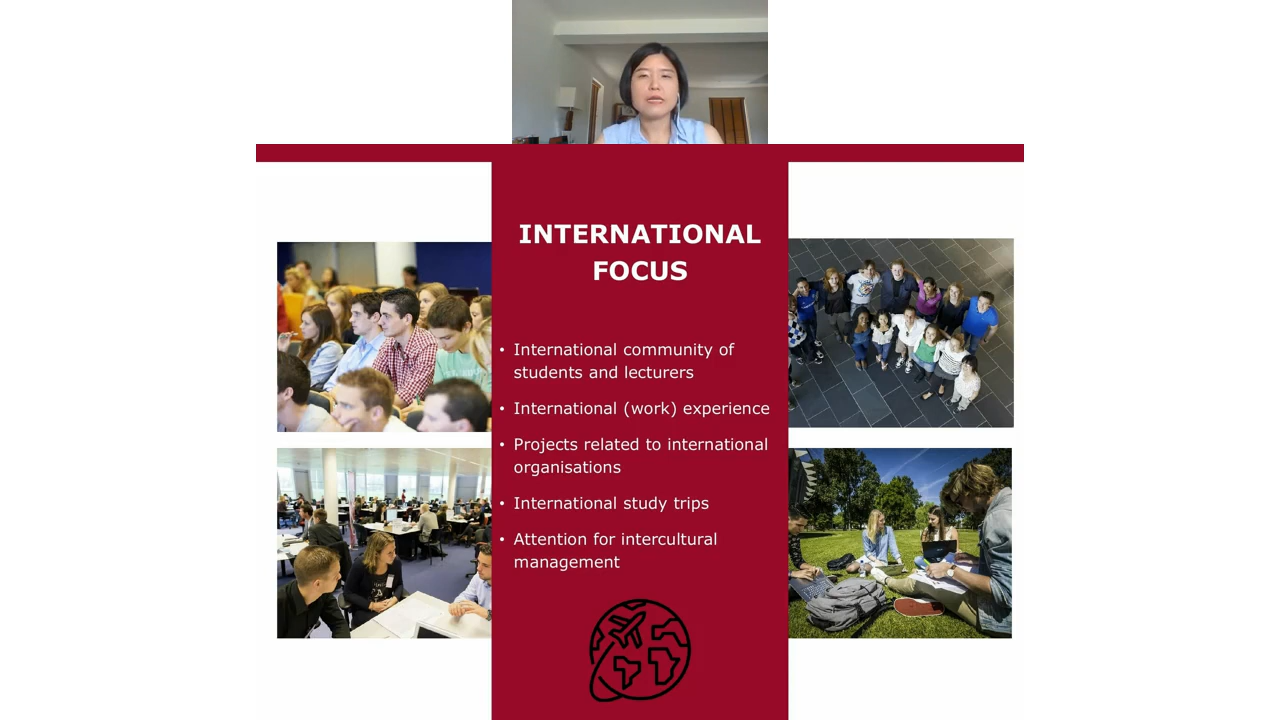 INTERNATIONAL
FOCUS
• International community of
students and lecturers
• International (work) experience
• Projects related to international
organisations
• International study trips
• Attention for intercultural
management